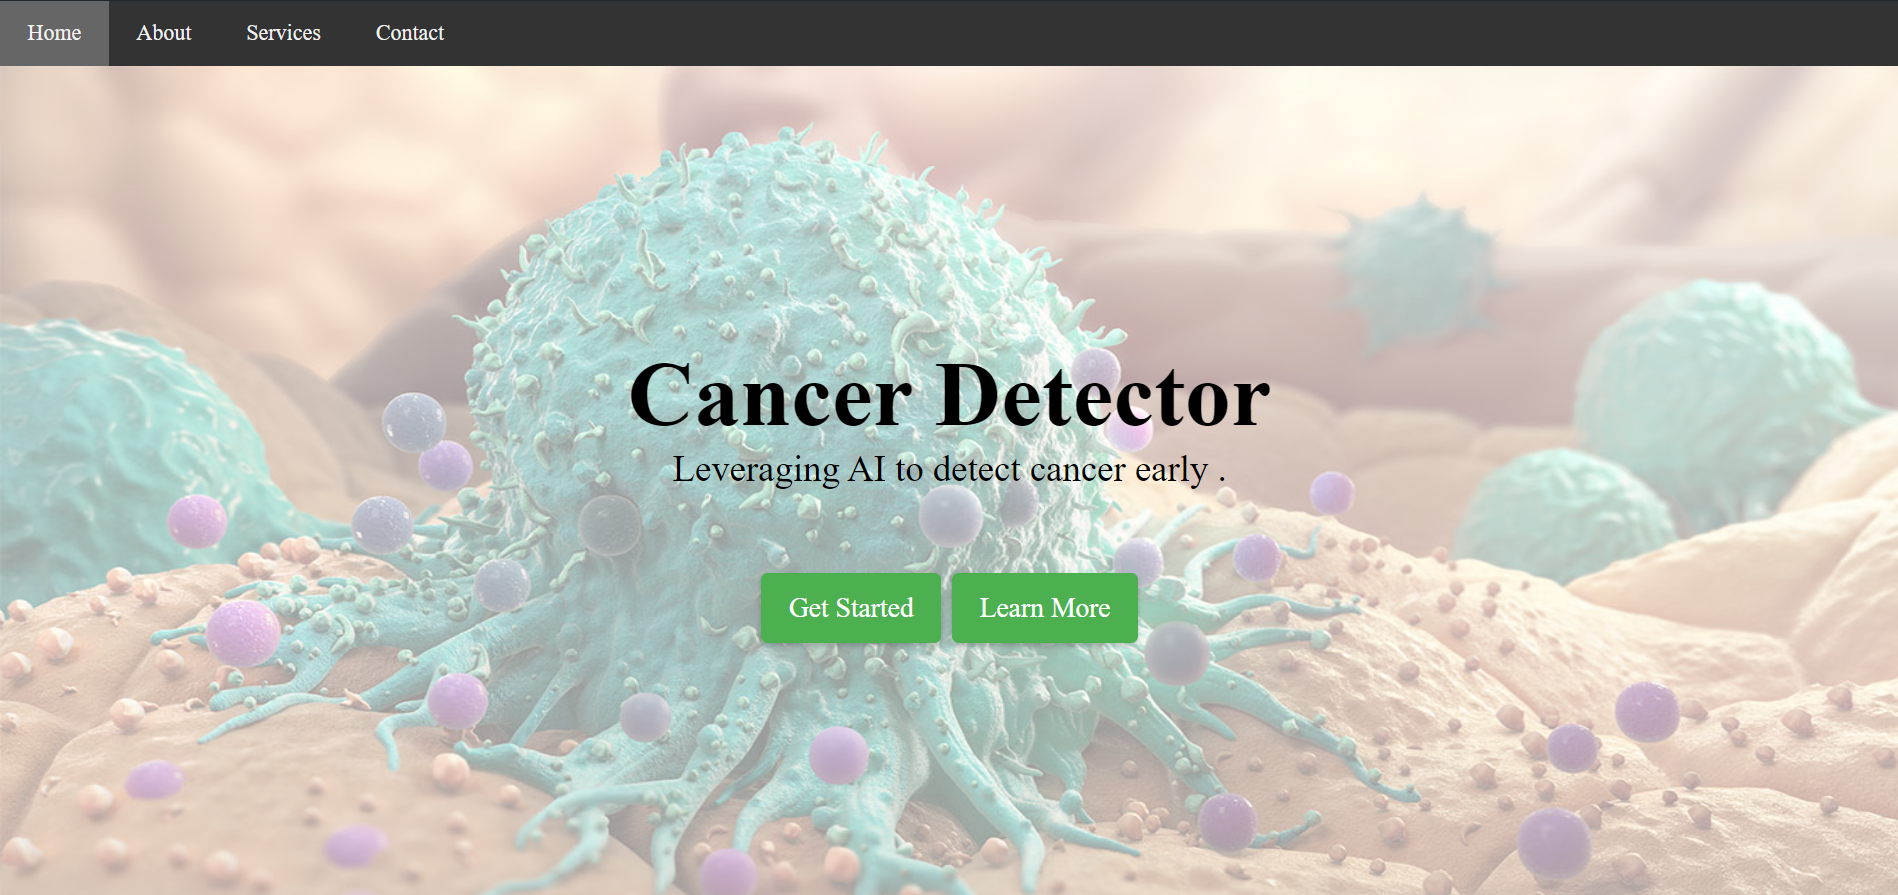 Home About Services Contact
Cancer Detector
Leveraging AI to detect cancer early .
Get Started Learn More